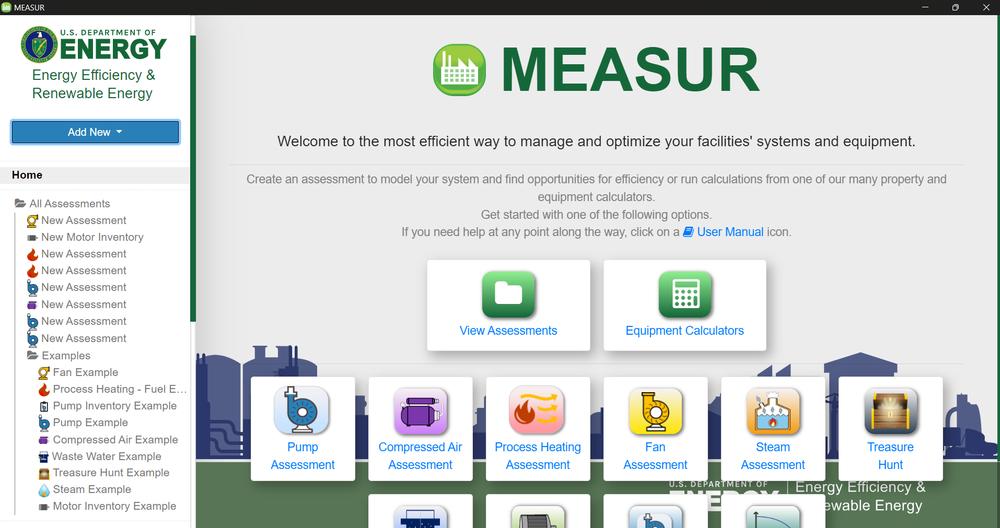 MEASUR
U.S. DEPARTMENT OF
ENERGY
Energy Efficiency &
Renewable Energy
Add New
Home
All Assessments
New Assessment
New Motor Inventory
New Assessment
New Assessment
New Assessment
New Assessment
New Assessment
New Assessment
Examples
Fan Example
Process Heating - Fuel E...
Pump Inventory Example
Pump Example
Compressed Air Example
Waste Water Example
Treasure Hunt Example
Steam Example
Motor Inventory Example
MEASUR
Welcome to the most efficient way to manage and optimize your facilities' systems and equipment.
Create an assessment to model your system and find opportunities for efficiency or run calculations from one of our many property and
equipment calculators.
Get started with one of the following options.
If you need help at any point along the way, click on a User Manual icon.
View Assessments
Equipment Calculators
Pump
Assessment
Compressed Air
Assessment
Process Heating
Assessment
Fan
Assessment
Steam
Assessment
Treasure
Hunt
U.S. DEPARTMENT OF
Energy Efficiency &
ewable Energy